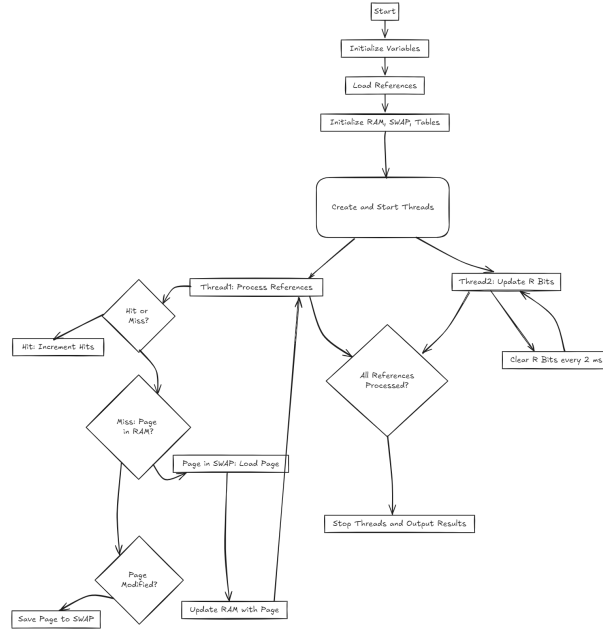 Start
Initialize Variables
Load References
Initialize RAM, SWAP, Tables
Create and Start Threads
Thread1: Process References
Thread2: Update R Bits
Hit or
Miss?
Hit: Increment Hits
Clear R Bits every 2 ms
All References
Processed?
Miss: Page
in RAM?
Page in SWAP: Load Page
Stop Threads and Output Results
Page
Modified?
Update RAM with Page
Save Page to SWAP